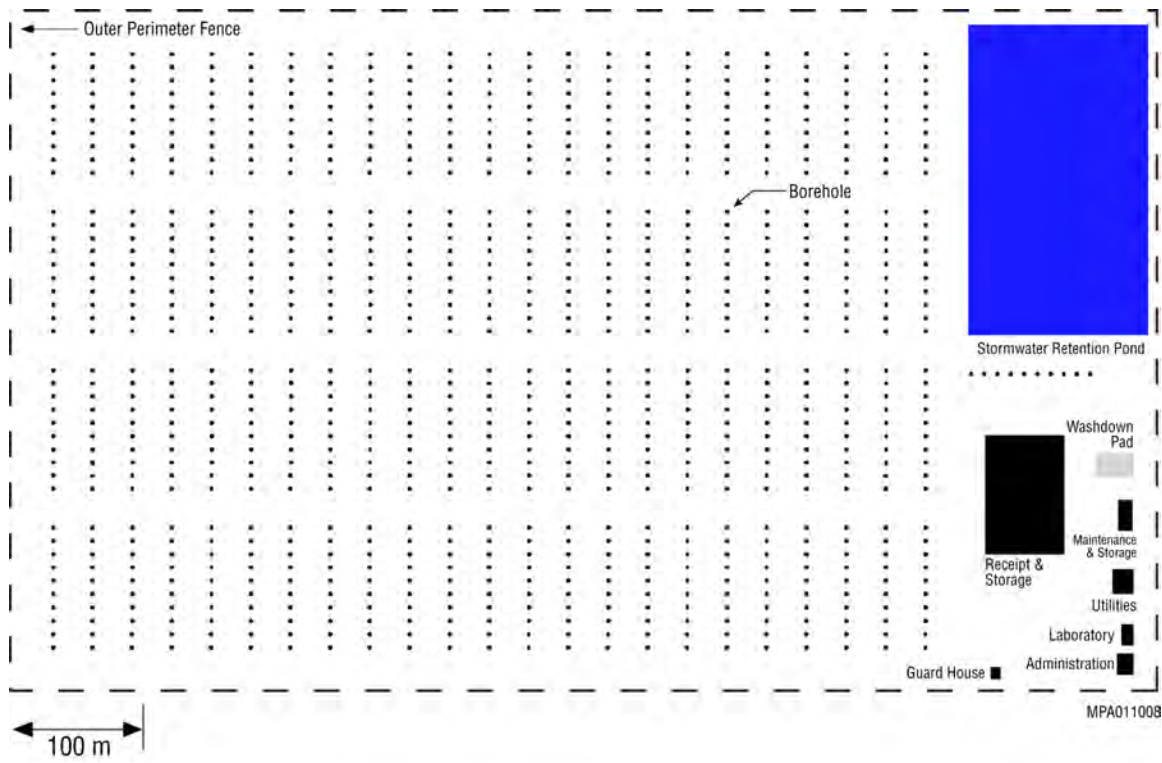 Outer Perimeter Fence
Borehole
Stormwater Retention Pond
Washdown
Pad
Maintenance
& Storage
Receipt &
Storage
Utilities
Laboratory
Administration
Guard House
MPA011008
100 m